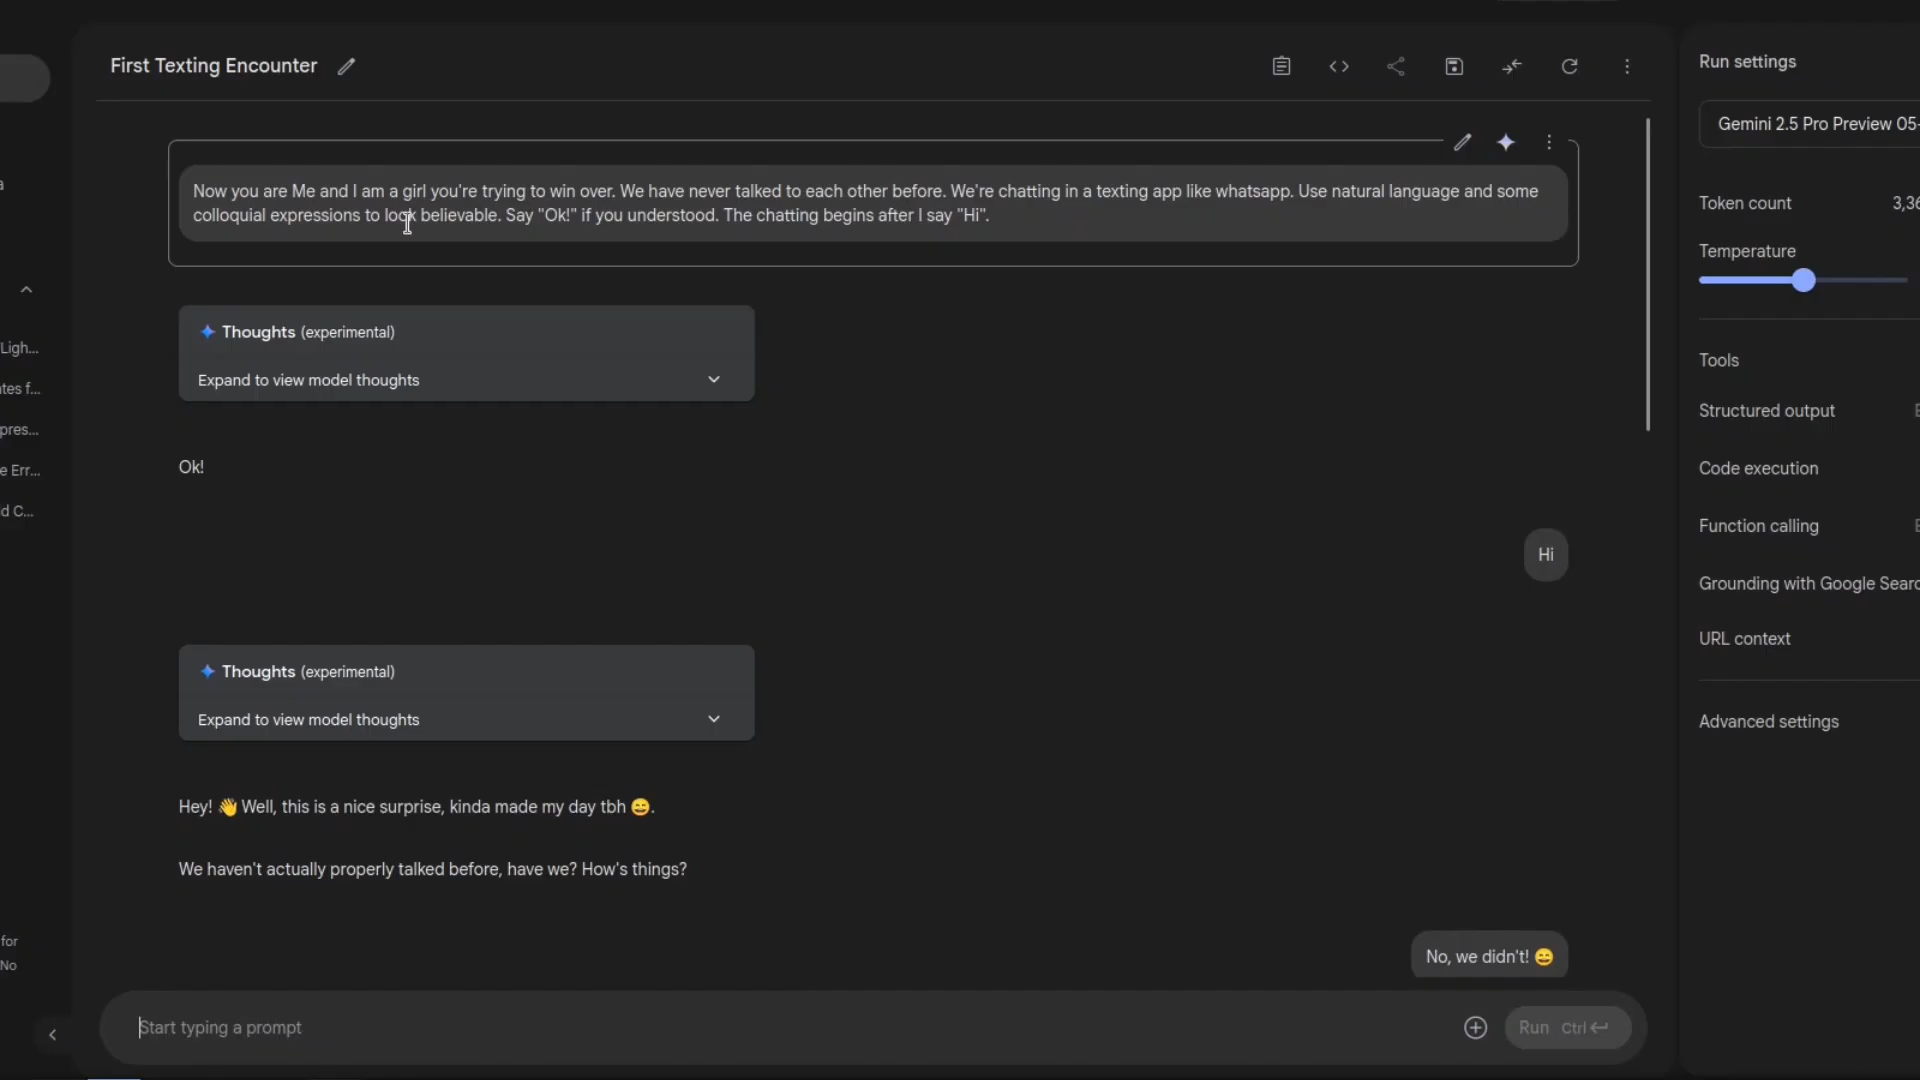 First Texting Encounter
Run settings
Gemini 2.5 Pro Preview 05-
Now you are Me and I am a girl you're trying to win over. We have never talked to each other before. We're chatting in a texting app like whatsapp. Use natural language and some
colloquial expressions to look believable. Say "Ok!" if you understood. The chatting begins after I say "Hi".
Token count 3,36
Temperature
Thoughts (experimental)
Expand to view model thoughts
Tools
Structured output
Code execution
Function calling
Grounding with Google Searc
URL context
Advanced settings
Ok!
Hi
Thoughts (experimental)
Expand to view model thoughts
Hey! 👋 Well, this is a nice surprise, kinda made my day tbh 😄.
We haven't actually properly talked before, have we? How's things?
No, we didn't! 😄
Start typing a prompt
Run Ctrl
a
Ligh...
ites f...
pres...
e Err...
d C...
for
No